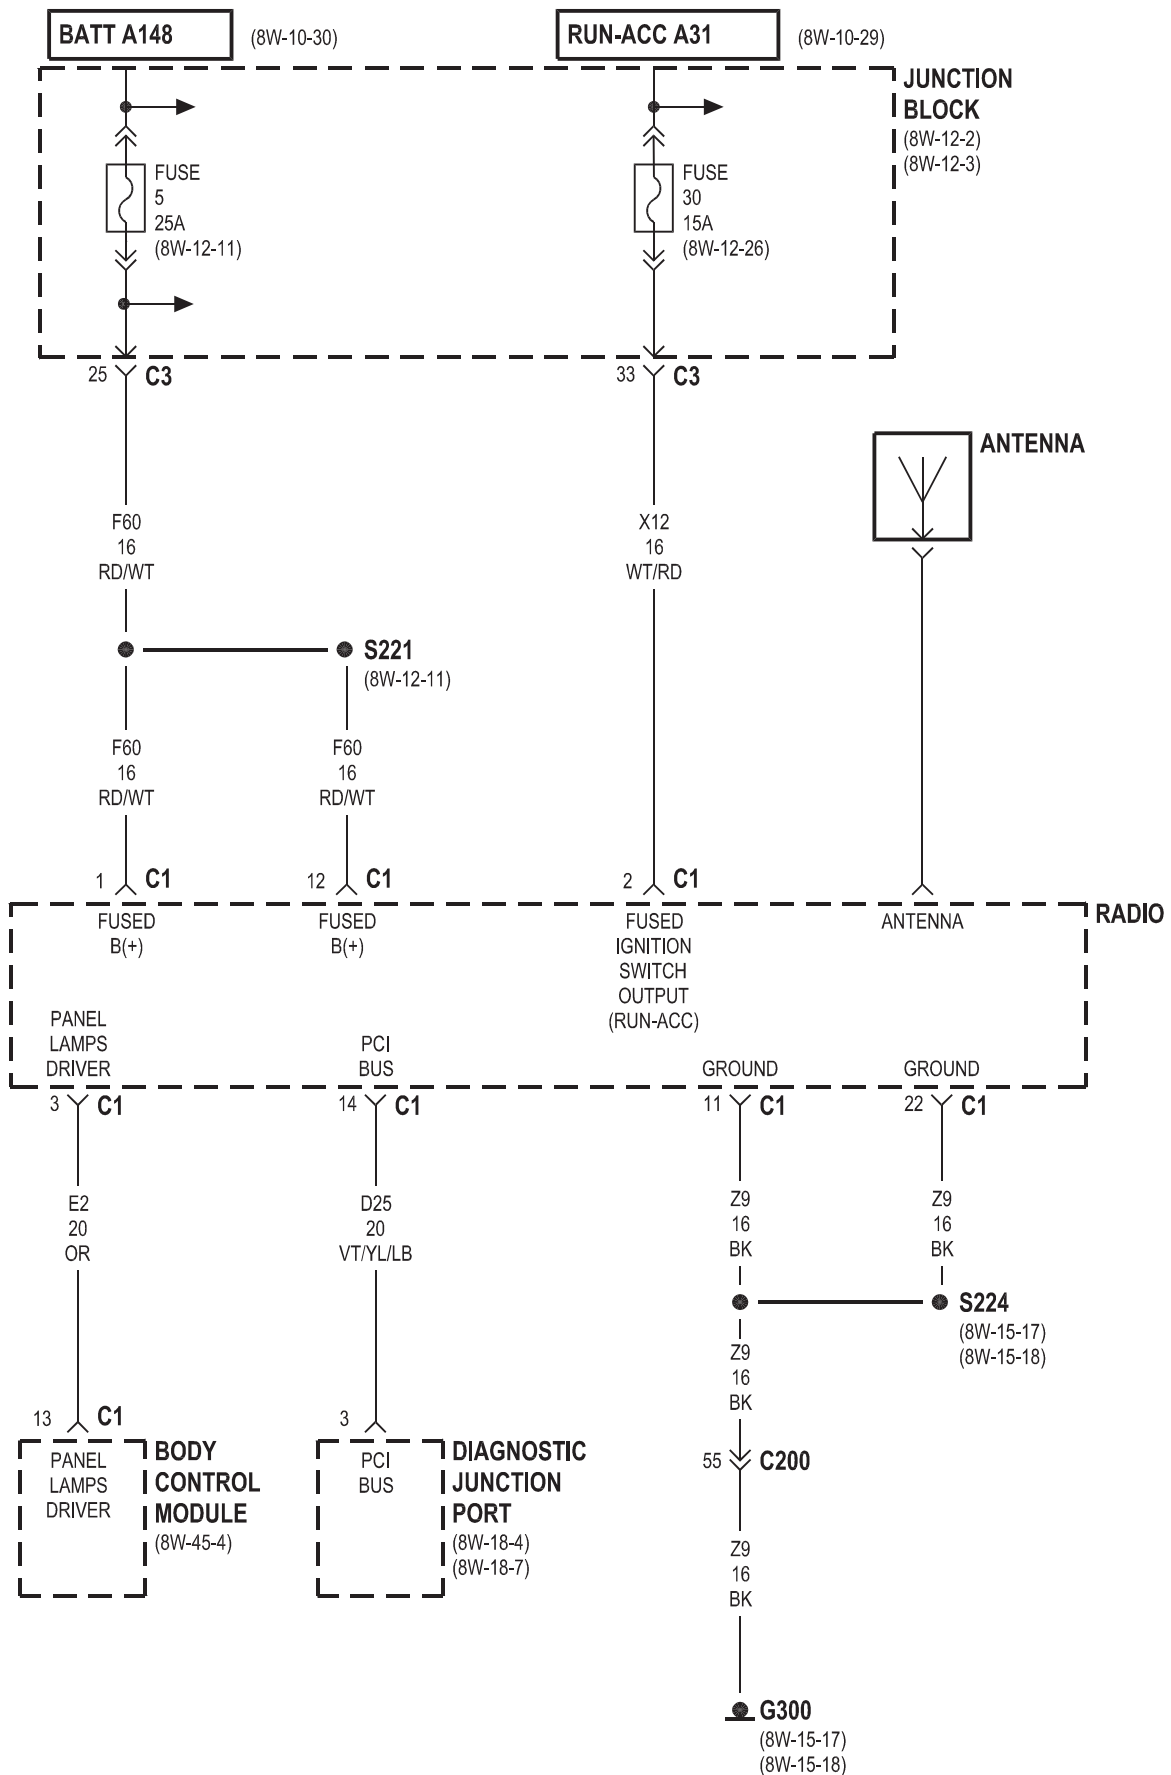 BATT A148
(8W-10-30)
RUN-ACC A31
(8W-10-29)
JUNCTION
BLOCK
(8W-12-2)
(8W-12-3)
FUSE
5
25A
(8W-12-11)
FUSE
30
15A
(8W-12-26)
25
C3
33
C3
ANTENNA
F60
16
RD/WT
X12
16
WT/RD
S221
(8W-12-11)
F60
16
RD/WT
F60
16
RD/WT
1
C1
12
C1
2
C1
RADIO
FUSED
B(+)
FUSED
B(+)
FUSED
IGNITION
SWITCH
OUTPUT
(RUN-ACC)
ANTENNA
PANEL
LAMPS
DRIVER
PCI
BUS
GROUND
GROUND
3
C1
14
C1
11
C1
22
C1
E2
20
OR
D25
20
VT/YL/LB
Z9
16
BK
Z9
16
BK
S224
(8W-15-17)
(8W-15-18)
Z9
16
BK
13
C1
3
55
C200
PANEL
LAMPS
DRIVER
BODY
CONTROL
MODULE
(8W-45-4)
PCI
BUS
DIAGNOSTIC
JUNCTION
PORT
(8W-18-4)
(8W-18-7)
Z9
16
BK
G300
(8W-15-17)
(8W-15-18)